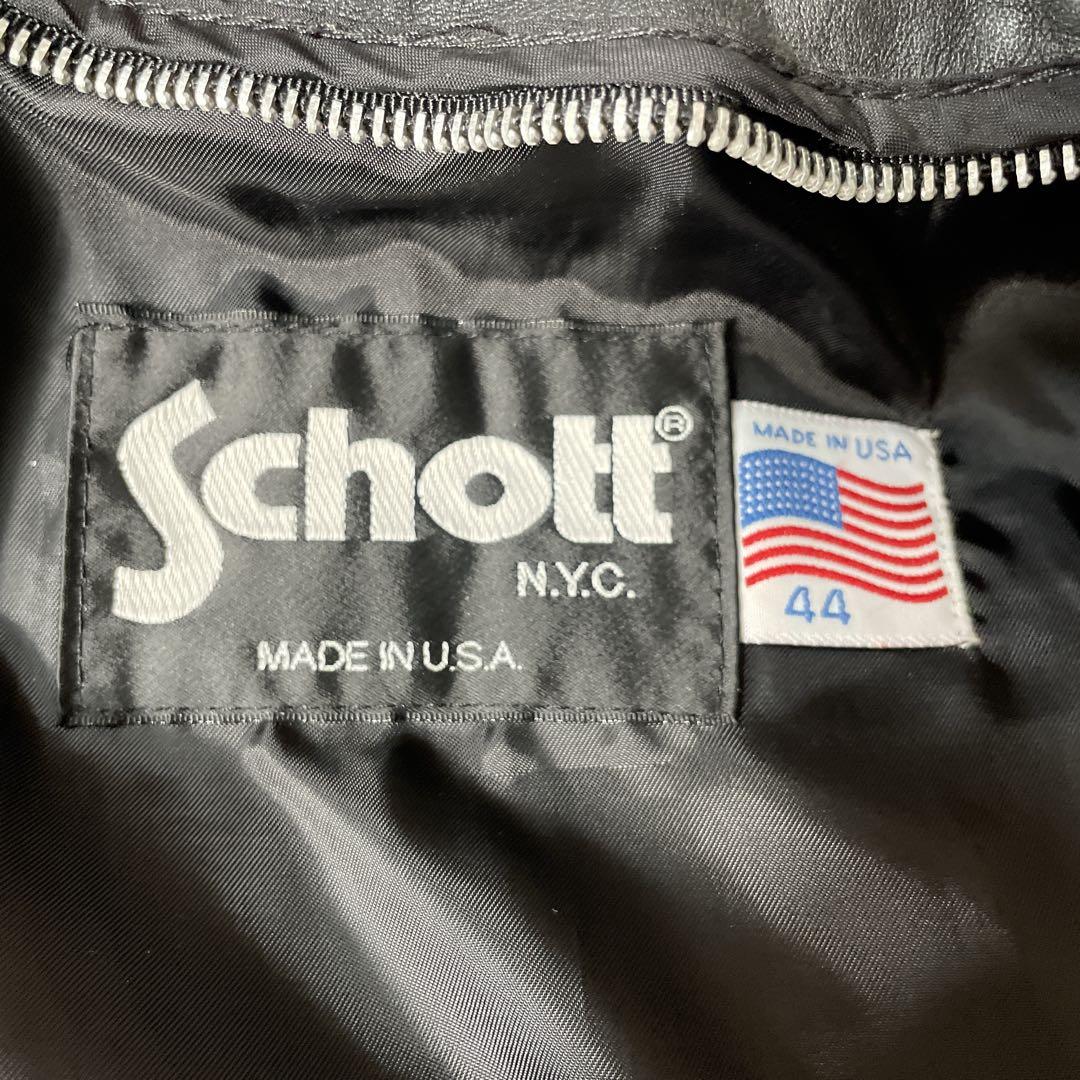 Schott®
N.Y.C.
MADE IN U.S.A.
MADE IN USA
44